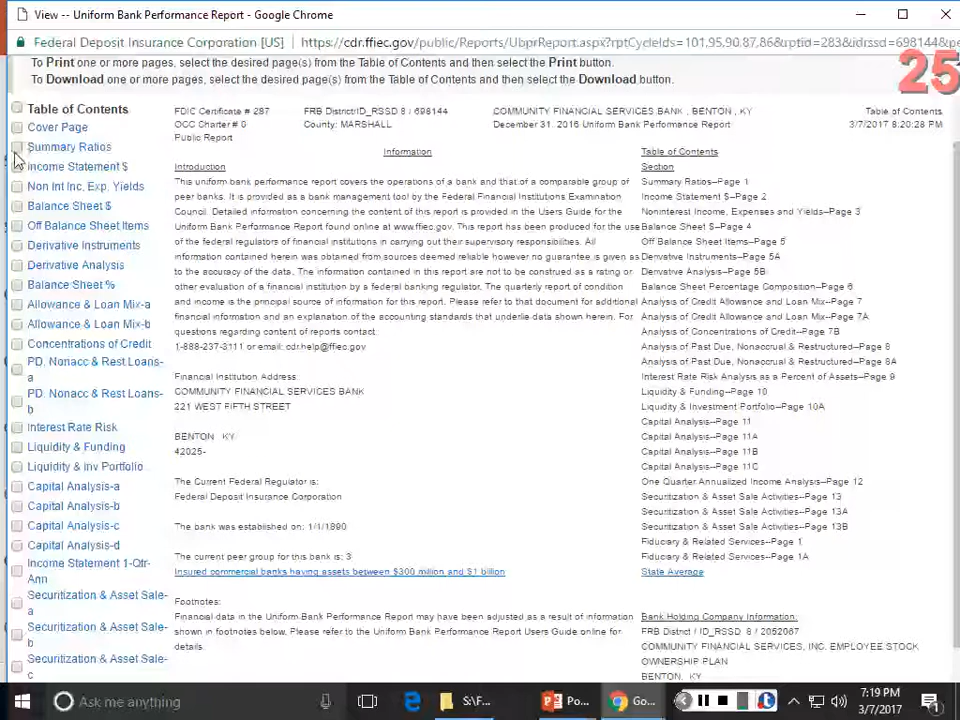 View -- Uniform Bank Performance Report - Google Chrome
Federal Deposit Insurance Corporation [US] https://cdr.ffiec.gov/public/Reports/UbprReport.aspx?rptCycleIds=101,95,90,87,86&rptid=283&idrssd=698144&
To Print one or more pages, select the desired page(s) from the Table of Contents and then select the Print button.
To Download one or more pages, select the desired page(s) from the Table of Contents and then select the Download button.
25
Table of Contents
Cover Page
Summary Ratios
Income Statement $
Non Int Inc, Exp, Yields
Balance Sheet $
Off Balance Sheet Items
Derivative Instruments
Derivative Analysis
Balance Sheet %
Allowance & Loan Mix-a
Allowance & Loan Mix-b
Concentrations of Credit
PD, Nonacc & Rest Loans-
a
PD, Nonacc & Rest Loans-
b
Interest Rate Risk
Liquidity & Funding
Liquidity & Inv Portfolio
Capital Analysis-a
Capital Analysis-b
Capital Analysis-c
Capital Analysis-d
Income Statement 1-Qtr-
Ann
Securitization & Asset Sale-
a
Securitization & Asset Sale-
b
Securitization & Asset Sale-
c
FDIC Certificate # 287 FRB District/ID_RSSD 8 / 698144 COMMUNITY FINANCIAL SERVICES BANK , BENTON , KY Table of Contents
OCC Charter # 0 County: MARSHALL December 31, 2016 Uniform Bank Performance Report 3/7/2017 8:20:28 PM
Public Report
Information
Introduction
This uniform bank performance report covers the operations of a bank and that of a comparable group of
peer banks. It is provided as a bank management tool by the Federal Financial Institutions Examination
Council. Detailed information concerning the content of this report is provided in the Users Guide for the
Uniform Bank Performance Report found online at www.ffiec.gov. This report has been produced for the use
of the federal regulators of financial institutions in carrying out their supervisory responsibilities. All
information contained herein was obtained from sources deemed reliable however no guarantee is given as
to the accuracy of the data. The information contained in this report are not to be construed as a rating or
other evaluation of a financial institution by a federal banking regulator. The quarterly report of condition
and income is the principal source of information for this report. Please refer to that document for additional
financial information and an explanation of the accounting standards that underlie data shown herein. For
questions regarding content of reports contact:
1-888-237-3111 or email: cdr.help@ffiec.gov
Financial Institution Address:
COMMUNITY FINANCIAL SERVICES BANK
221 WEST FIFTH STREET
BENTON KY
42025-
The Current Federal Regulator is:
Federal Deposit Insurance Corporation
The bank was established on: 1/1/1890
The current peer group for this bank is: 3
Insured commercial banks having assets between $300 million and $1 billion
Footnotes:
Financial data in the Uniform Bank Performance Report may have been adjusted as a result of information
shown in footnotes below. Please refer to the Uniform Bank Performance Report Users Guide online for
details.
Table of Contents
Section
Summary Ratios--Page 1
Income Statement $--Page 2
Noninterest Income, Expenses and Yields--Page 3
Balance Sheet $--Page 4
Off Balance Sheet Items--Page 5
Derivative Instruments--Page 5A
Derivative Analysis--Page 5B
Balance Sheet Percentage Composition--Page 6
Analysis of Credit Allowance and Loan Mix--Page 7
Analysis of Credit Allowance and Loan Mix--Page 7A
Analysis of Concentrations of Credit--Page 7B
Analysis of Past Due, Nonaccrual & Restructured--Page 8
Analysis of Past Due, Nonaccrual & Restructured--Page 8A
Interest Rate Risk Analysis as a Percent of Assets--Page 9
Liquidity & Funding--Page 10
Liquidity & Investment Portfolio--Page 10A
Capital Analysis--Page 11
Capital Analysis--Page 11A
Capital Analysis--Page 11B
Capital Analysis--Page 11C
One Quarter Annualized Income Analysis--Page 12
Securitization & Asset Sale Activities--Page 13
Securitization & Asset Sale Activities--Page 13A
Securitization & Asset Sale Activities--Page 13B
Fiduciary & Related Services--Page 1
Fiduciary & Related Services--Page 1A
State Average
Bank Holding Company Information:
FRB District / ID_RSSD 8 / 2052087
COMMUNITY FINANCIAL SERVICES, INC. EMPLOYEE STOCK
OWNERSHIP PLAN
BENTON, KY
Ask me anything
S:\F...
Po...
Go...
7:19 PM
3/7/2017
1